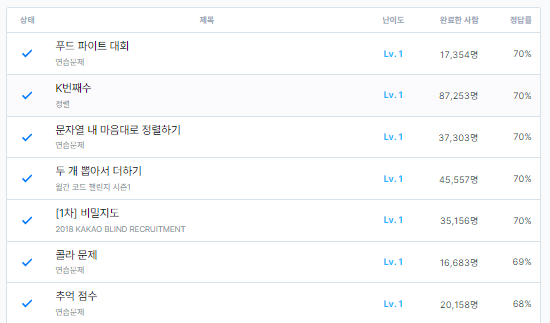 상태 제목 난이도 완료한 사람 정답률
푸드 파이트 대회 Lv. 1 17,354명 70%
연습문제
K번째수 Lv. 1 87,253명 70%
정렬
문자열 내 마음대로 정렬하기 Lv. 1 37,303명 70%
연습문제
두 개 뽑아서 더하기 Lv. 1 45,557명 70%
월간 코드 챌린지 시즌1
[1차] 비밀지도 Lv. 1 35,156명 70%
2018 KAKAO BLIND RECRUITMENT
콜라 문제 Lv. 1 16,683명 69%
연습문제
추억 점수 Lv. 1 20,158명 68%
연습문제